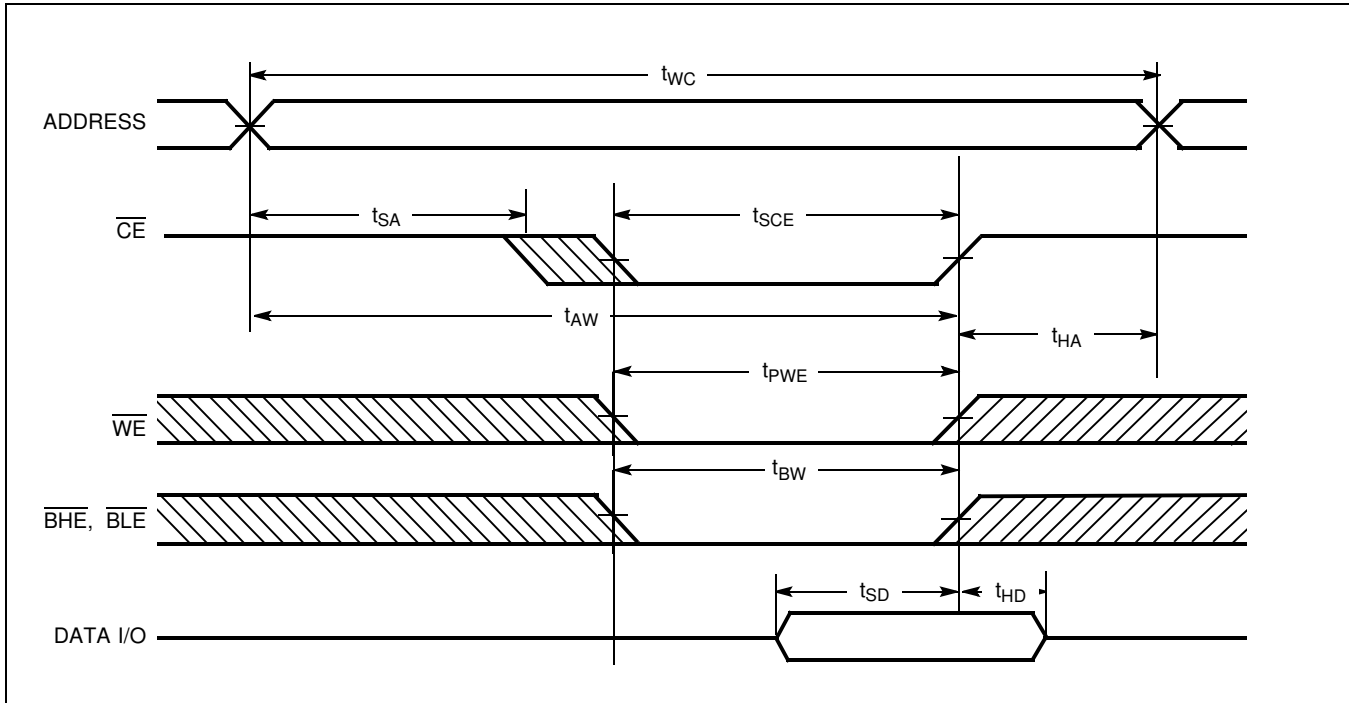 tWC
ADDRESS
tSA
tSCE
CE
tAW
tHA
tPWE
WE
tBW
BHE, BLE
tSD
tHD
DATA I/O